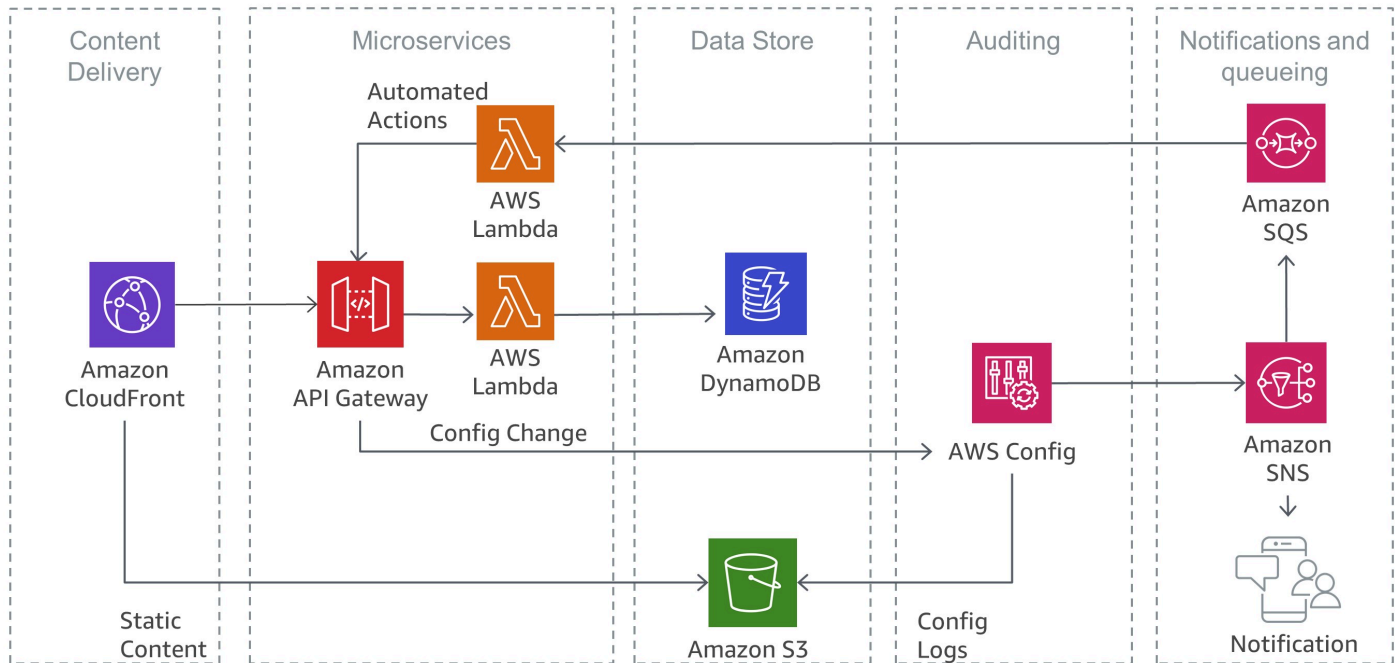 Content
Delivery
Microservices
Data Store
Auditing
Notifications and
queueing
Automated
Actions
AWS
Lambda
Amazon
SQS
Amazon
CloudFront
Amazon
API Gateway
AWS
Lambda
Amazon
DynamoDB
Config Change
AWS Config
Amazon
SNS
Static
Content
Amazon S3
Config
Logs
Notification